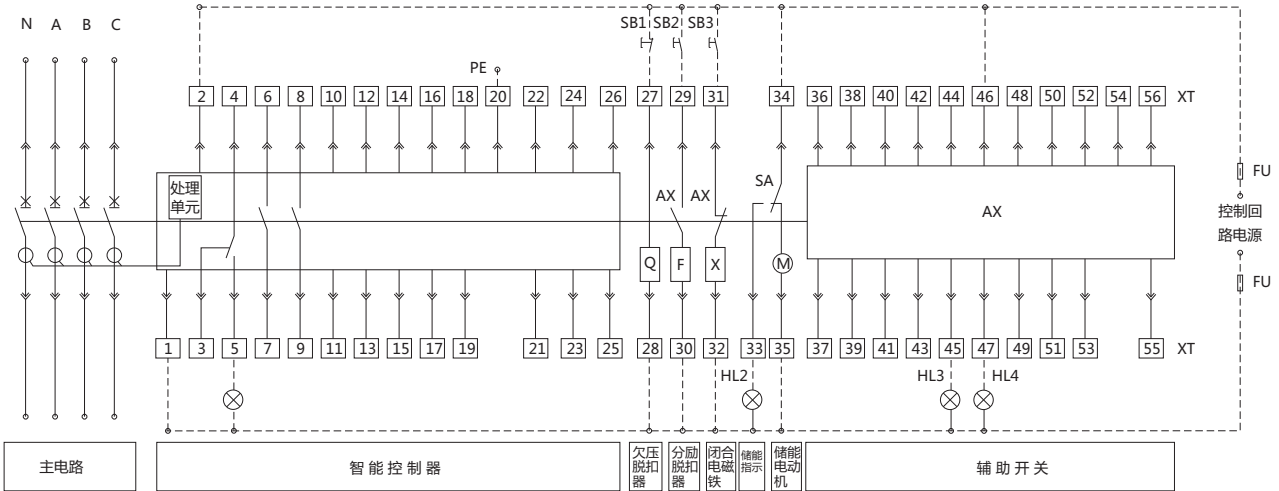 N A B C
SB1 SB2 SB3
PE
2 4 6 8 10 12 14 16 18 20 22 24 26 27 29 31 34 36 38 40 42 44 46 48 50 52 54 56 XT
处理
单元
AX AX SA AX
FU
控制回
路电源
FU
Q F X M
1 3 5 7 9 11 13 15 17 19 21 23 25 28 30 32 33 35 37 39 41 43 45 47 49 51 53 55 XT
HL2 HL3 HL4
主电路
智能控制器
欠压
脱扣
器
分励
脱扣
器
闭合
电磁
铁
储能
指示
储能
电动
机
辅助开关